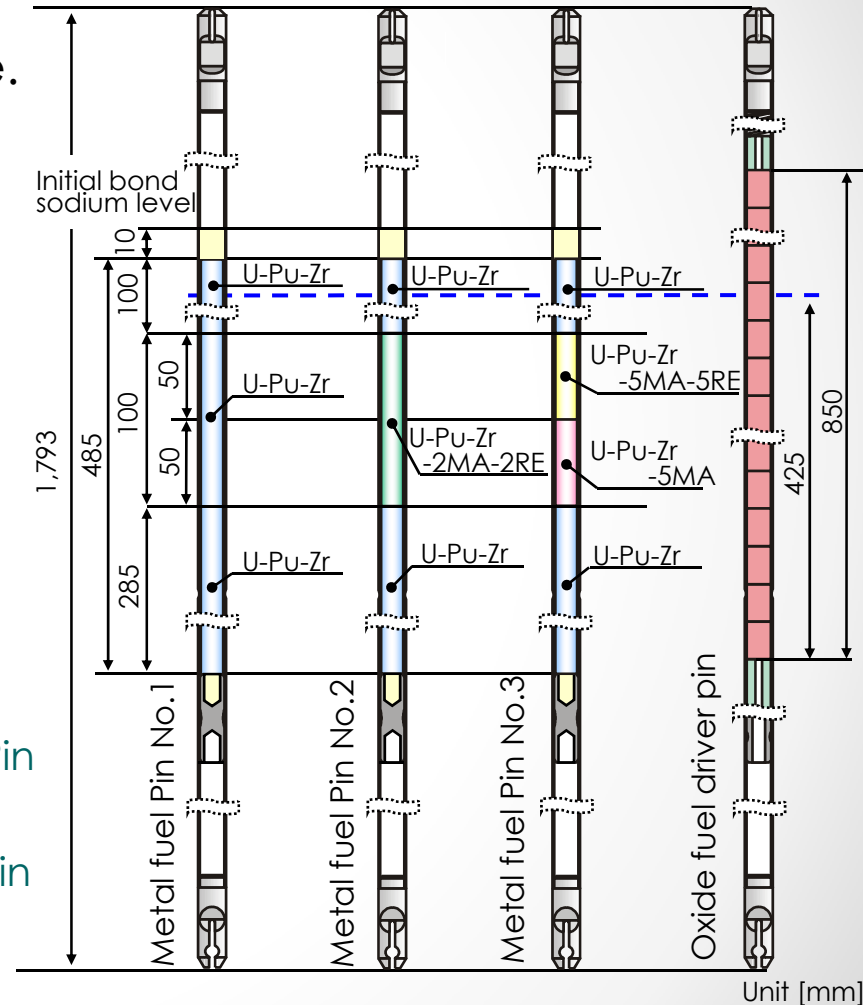 e.
Initial bond
sodium level
10
100
100
285
485
1,793
50
50
U-Pu-Zr
U-Pu-Zr
U-Pu-Zr
U-Pu-Zr
U-Pu-Zr
-2MA-2RE
U-Pu-Zr
-5MA-5RE
U-Pu-Zr
-5MA
U-Pu-Zr
U-Pu-Zr
U-Pu-Zr
850
425
in
in
Metal fuel Pin No.1
Metal fuel Pin No.2
Metal fuel Pin No.3
Oxide fuel driver pin
Unit [mm]